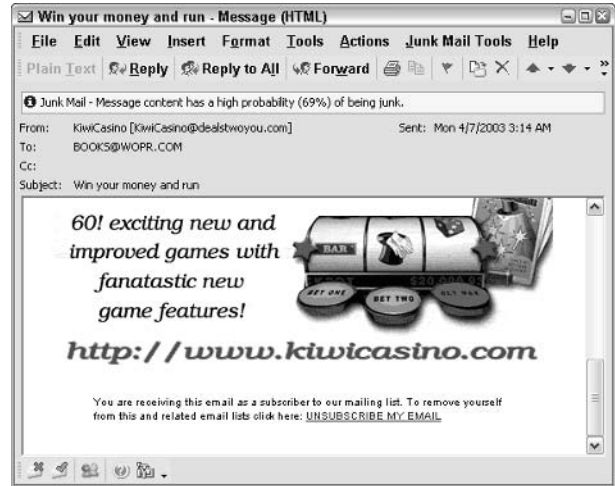 Win your money and run - Message (HTML)
File Edit View Insert Format Tools Actions Junk Mail Tools Help
Plain Text Reply Reply to All Forward
Junk Mail - Message content has a high probability (69%) of being junk.
From: KiwiCasino [KiwiCasino@dealstwoyou.com] Sent: Mon 4/7/2003 3:14 AM
To: BOOKS@WOPR.COM
Cc:
Subject: Win your money and run
60! exciting new and
improved games with
fanatastic new
game features!
BAR
BET ONE BET TWO BET MAX
http://www.kiwicasino.com
You are receiving this email as a subscriber to our mailing list. To remove yourself
from this and related email lists click here: UNSUBSCRIBE MY EMAIL